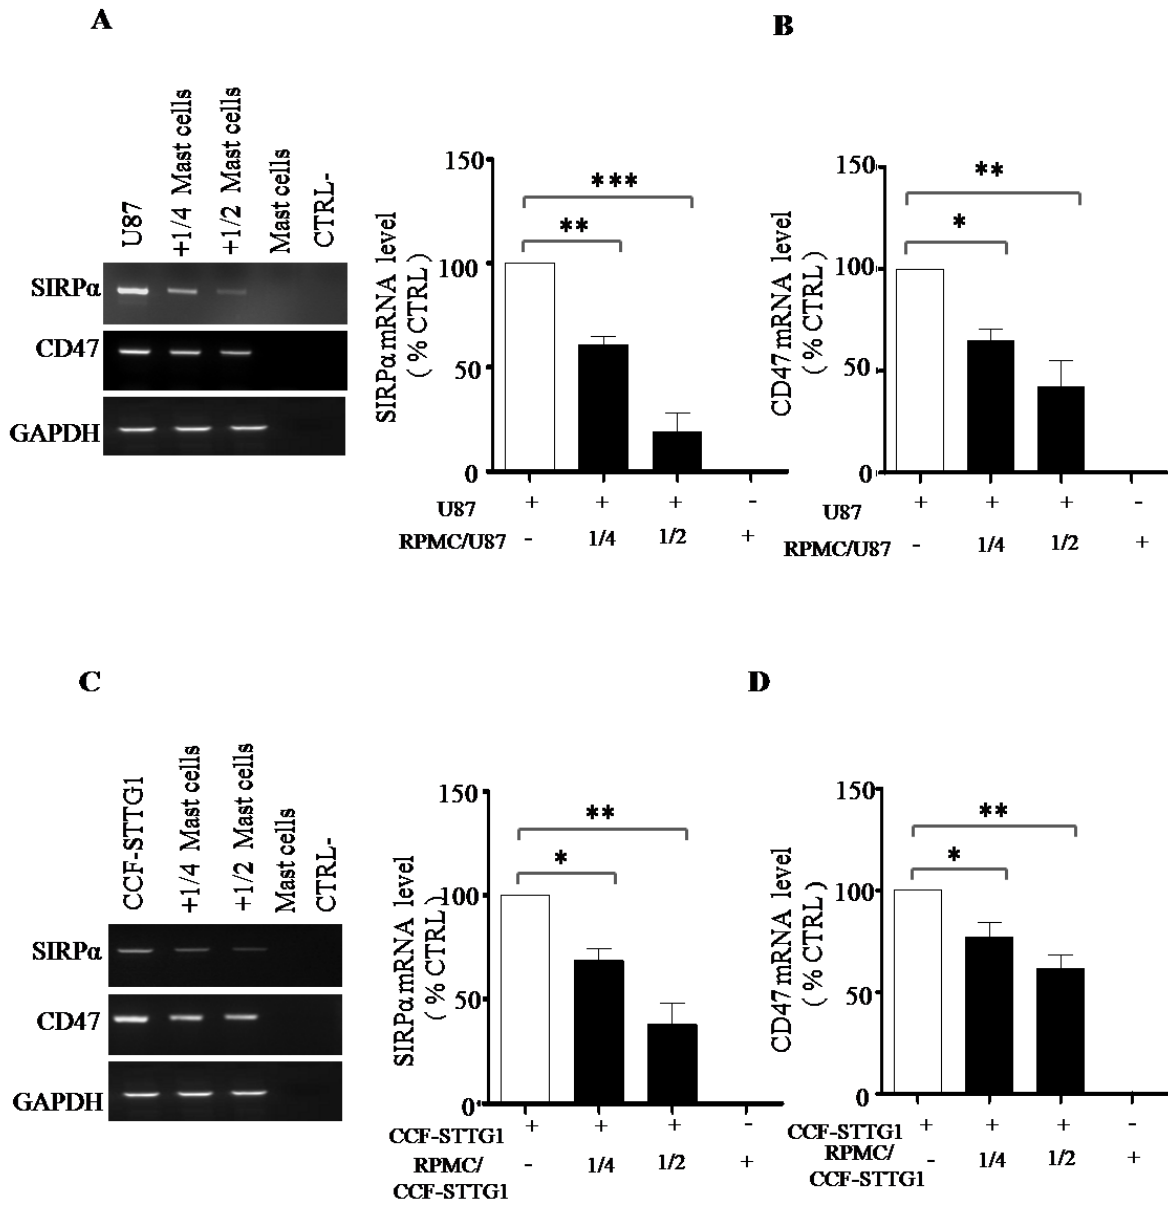 A
B
U87
+1/4 Mast cells
+1/2 Mast cells
Mast cells
CTRL-
SIRPα
CD47
GAPDH
SIRPα mRNA level
( % CTRL )
150
100
50
0
***
**
U87 + + + -
RPMC/U87 - 1/4 1/2 +
CD47 mRNA level
( % CTRL )
150
100
50
0
**
*
U87 + + + -
RPMC/U87 - 1/4 1/2 +
C
D
CCF-STTG1
+1/4 Mast cells
+1/2 Mast cells
Mast cells
CTRL-
SIRPα
CD47
GAPDH
SIRPα mRNA level
( % CTRL )
150
100
50
0
**
*
CCF-STTG1 + + + -
RPMC/
CCF-STTG1 - 1/4 1/2 +
CD47 mRNA level
( % CTRL )
150
100
50
0
**
*
CCF-STTG1 + + + -
RPMC/
CCF-STTG1 - 1/4 1/2 +